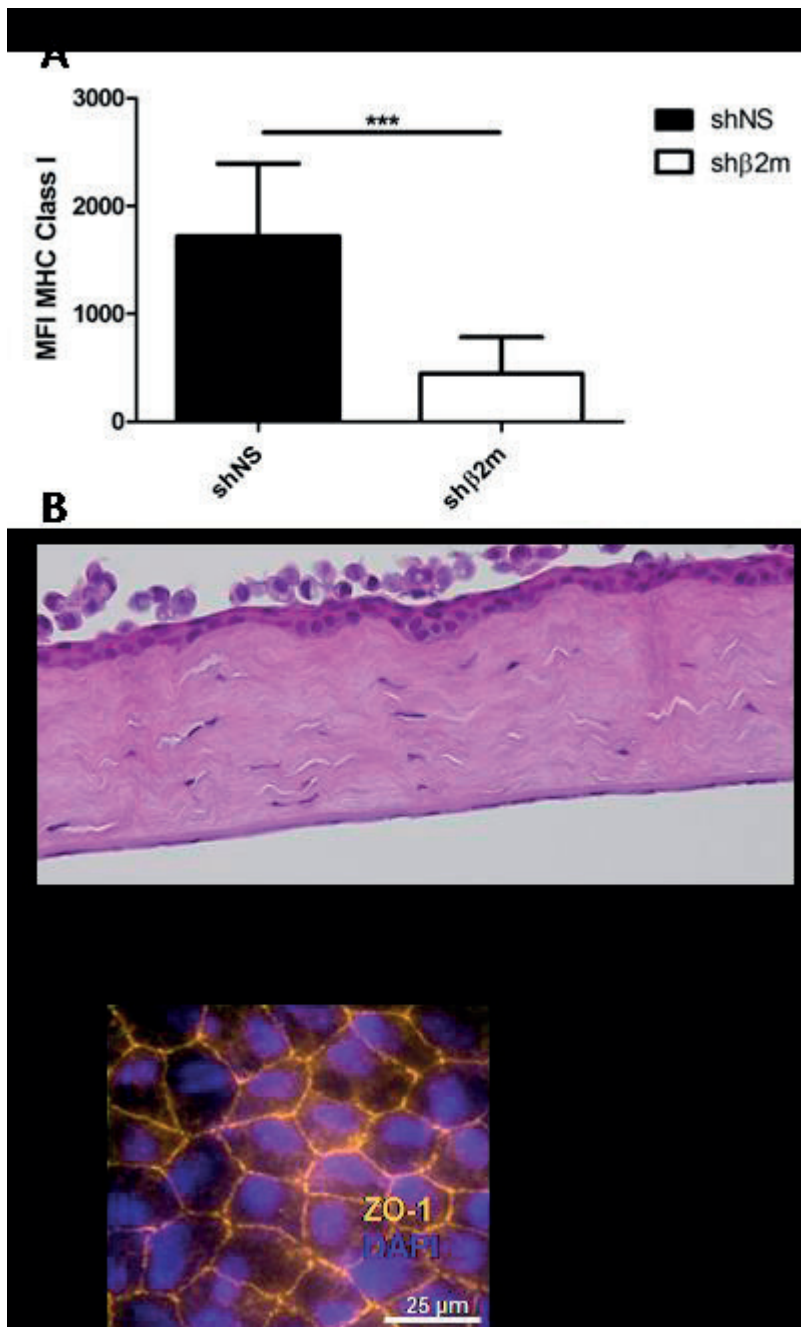 A
3000
***
shNS
shβ2m
2000
MFI MHC Class I
1000
0
shNS
shβ2m
B
ZO-1
DAPI
25 µm